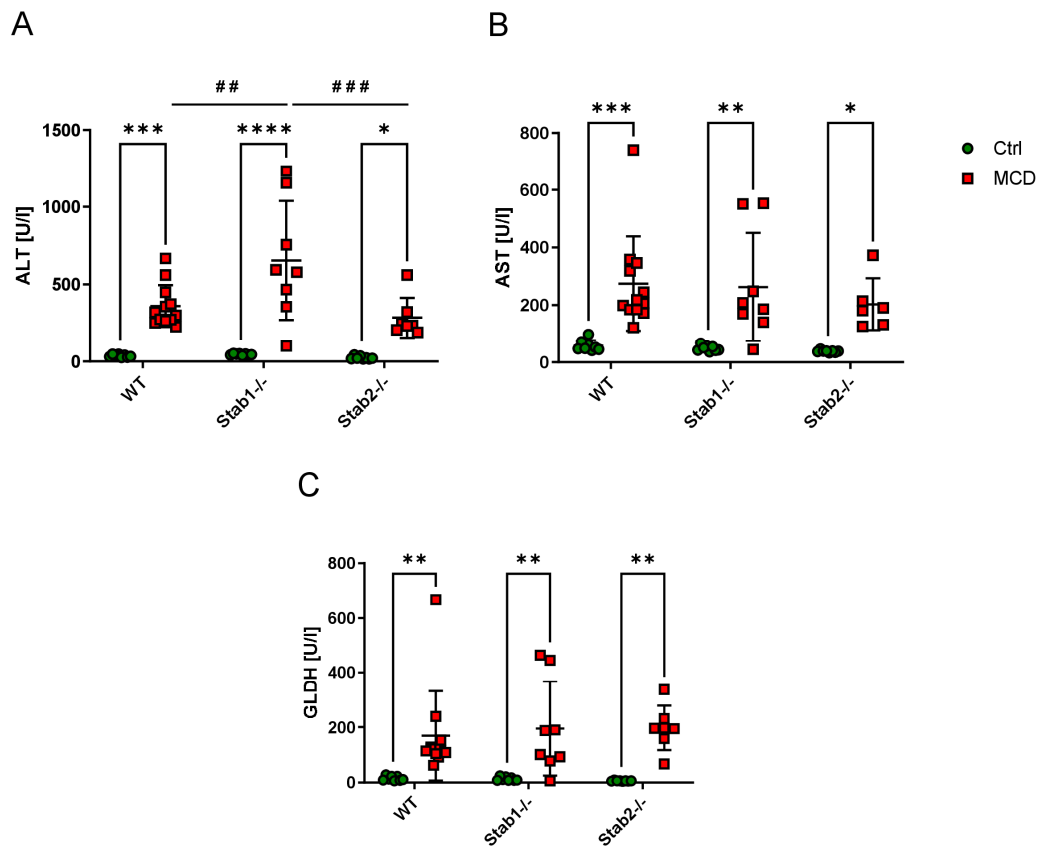 A
## ###
*** **** *
1500
1000
500
0
ALT [U/l]
WT Stab1-/- Stab2-/-
B
*** ** *
800
600
400
200
0
AST [U/l]
WT Stab1-/- Stab2-/-
Ctrl
MCD
C
** ** **
800
600
400
200
0
GLDH [U/l]
WT Stab1-/- Stab2-/-